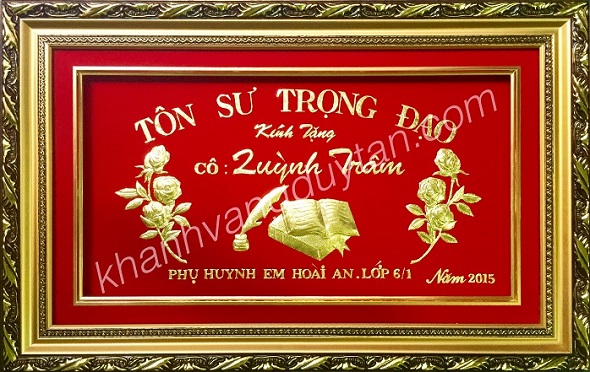 TÔN SƯ TRỌNG ĐẠO
Kính Tặng
CÔ : Quỳnh Trâm
PHỤ HUYNH EM HOÀI AN . LỚP 6/1
Năm 2015
khanhvangduytan.com